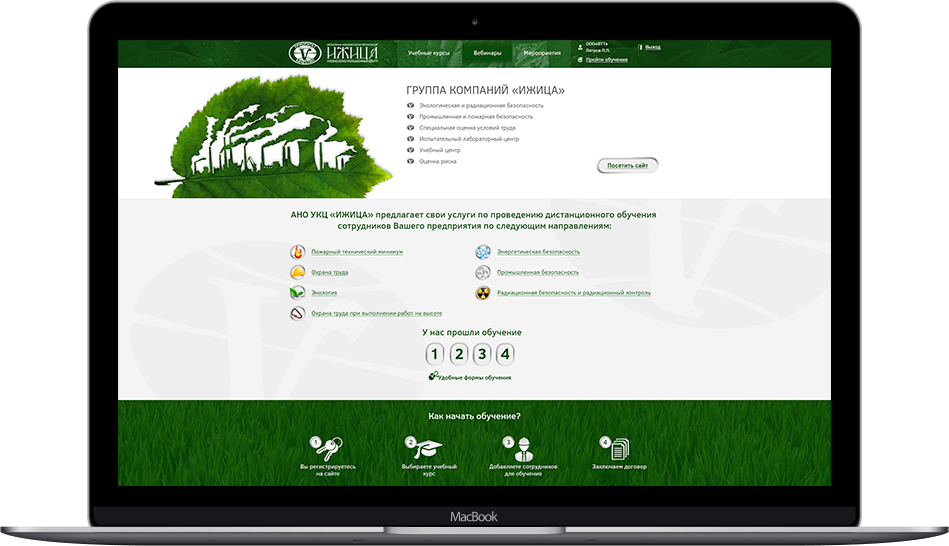 ИЖИЦА
Учебные курсы
Вебинары
Мероприятия
ООО«ВТТ»
Петров П.П.
Выход
Пройти обучение
ГРУППА КОМПАНИЙ «ИЖИЦА»
Экологическая и радиационная безопасность
Промышленная и пожарная безопасность
Специальная оценка условий труда
Испытательный лабораторный центр
Учебный центр
Оценка риска
Посетить сайт
АНО УКЦ «ИЖИЦА» предлагает свои услуги по проведению дистанционного обучения
сотрудников Вашего предприятия по следующим направлениям:
Пожарный технический минимум
Энергетическая безопасность
Охрана труда
Промышленная безопасность
Экология
Радиационная безопасность и радиационный контроль
Охрана труда при выполнении работ на высоте
У нас прошли обучение
1 2 3 4
Удобные формы обучения
Как начать обучение?
1
Вы регистрируетесь
на сайте
2
Выбираете учебный
курс
3
Добавляете сотрудников
для обучения
4
Заключаем договор
MacBook